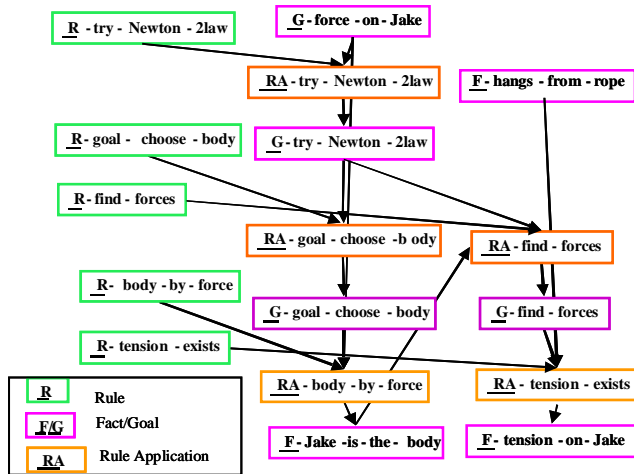 R - try - Newton - 2law
G - force - on - Jake
RA - try - Newton - 2law
F - hangs - from - rope
R - goal - choose - body
G - try - Newton - 2law
R - find - forces
RA - goal - choose - b ody
RA - find - forces
R - body - by - force
G - goal - choose - body
G - find - forces
R - tension - exists
RA - body - by - force
RA - tension - exists
R Rule
F/G Fact/Goal
RA Rule Application
F - Jake - is - the - body
F - tension - on - Jake